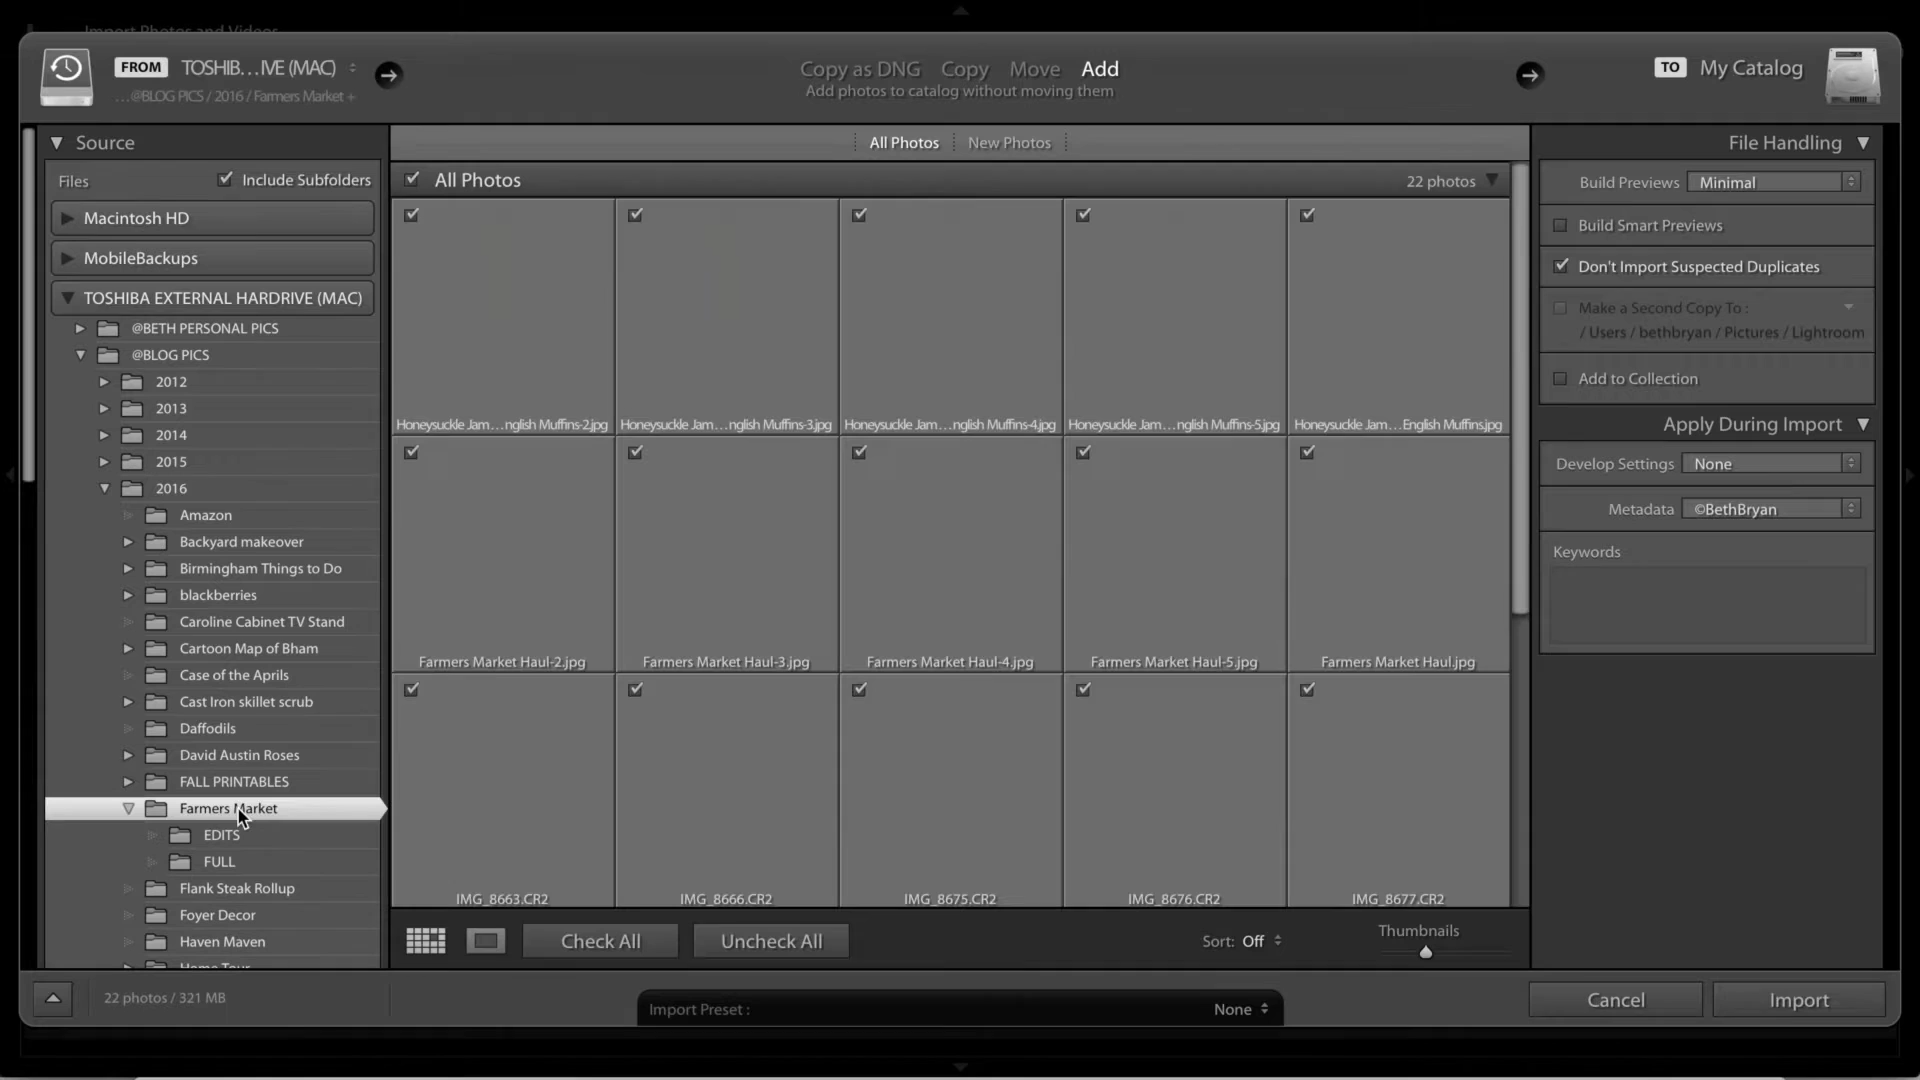 Import Photos and Videos
FROM TOSHIB...IVE (MAC)
...@BLOG PICS / 2016 / Farmers Market +
Copy as DNG Copy Move Add
Add photos to catalog without moving them
TO My Catalog
Source
Files Include Subfolders
Macintosh HD
MobileBackups
TOSHIBA EXTERNAL HARDRIVE (MAC)
@BETH PERSONAL PICS
@BLOG PICS
2012
2013
2014
2015
2016
Amazon
Backyard makeover
Birmingham Things to Do
blackberries
Caroline Cabinet TV Stand
Cartoon Map of Bham
Case of the Aprils
Cast Iron skillet scrub
Daffodils
David Austin Roses
FALL PRINTABLES
Farmers Market
EDITS
FULL
Flank Steak Rollup
Foyer Decor
Haven Maven
Home Tour
All Photos New Photos
All Photos 22 photos
Honeysuckle Jam...nglish Muffins-2.jpg Honeysuckle Jam...nglish Muffins-3.jpg Honeysuckle Jam...nglish Muffins-4.jpg Honeysuckle Jam...nglish Muffins-5.jpg Honeysuckle Jam...English Muffins.jpg
Farmers Market Haul-2.jpg Farmers Market Haul-3.jpg Farmers Market Haul-4.jpg Farmers Market Haul-5.jpg Farmers Market Haul.jpg
IMG_8663.CR2 IMG_8666.CR2 IMG_8675.CR2 IMG_8676.CR2 IMG_8677.CR2
Check All Uncheck All Sort: Off Thumbnails
File Handling
Build Previews Minimal
Build Smart Previews
Don't Import Suspected Duplicates
Make a Second Copy To :
/ Users / bethbryan / Pictures / Lightroom
Add to Collection
Apply During Import
Develop Settings None
Metadata ©BethBryan
Keywords
22 photos / 321 MB
Import Preset : None
Cancel Import